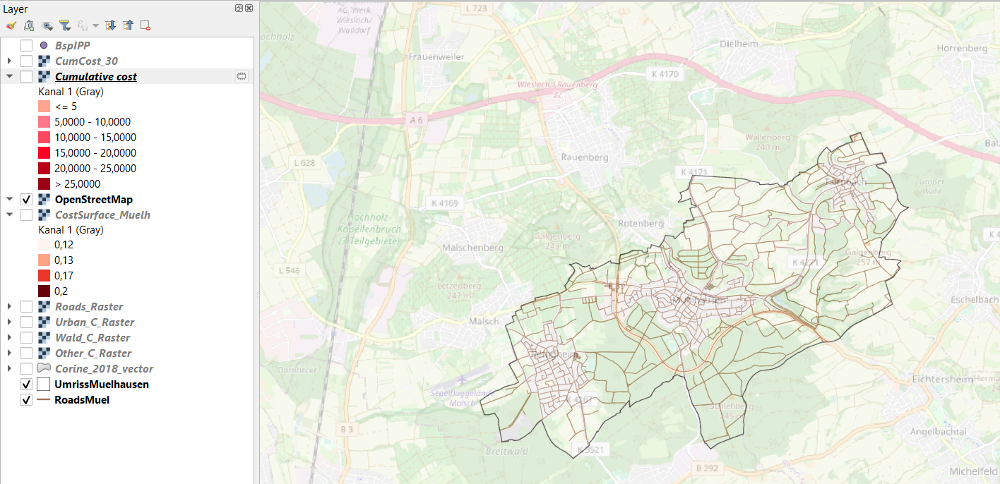 Layer
BspIPP
CumCost_30
Cumulative cost
Kanal 1 (Gray)
<= 5
5,0000 - 10,0000
10,0000 - 15,0000
15,0000 - 20,0000
20,0000 - 25,0000
> 25,0000
OpenStreetMap
CostSurface_Muelh
Kanal 1 (Gray)
0,12
0,13
0,17
0,2
Roads_Raster
Urban_C_Raster
Wald_C_Raster
Other_C_Raster
Corine_2018_vector
UmrissMuelhausen
RoadsMuel
L 723
AG, Werk
Wiesloch/
Walldorf
ochholz
Frauenweiler
Dielheim
Horrenberg
K 4170
Wiesloch / Rauenberg
32
A 6
Wallenberg
240 m
Balz
L 628
Rauenberg
K 4171
Tairnbach
Großer
Wald
K 4169
Hochholz-
Kapellenbruch
(3 Teilgebiete)
Rotenberg
Galgenberg
243 m
K 4
Malschenberg
Galgenberg
257 m
K 4271
L 546
Letzenberg
247 m
Eschelbach
Malsch
Dornhecke
Eichtersheim
Herma
Segelfluggelände
Malsch
K 4167
Schlehberg
245 m
B 3
Angelbachtal
Brettwald
K 3521
B 292
Rhein-Ne
Michelfeld